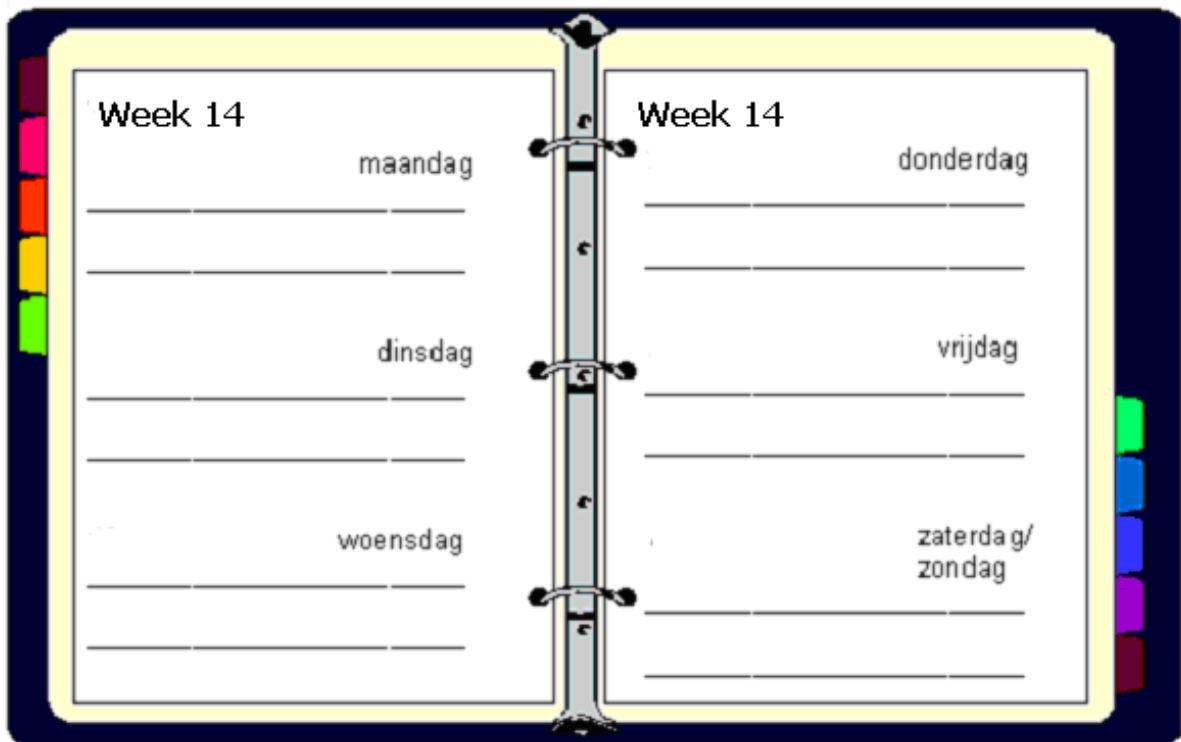 Week 14
maandag
dinsdag
woensdag
Week 14
donderdag
vrijdag
zaterdag/
zondag